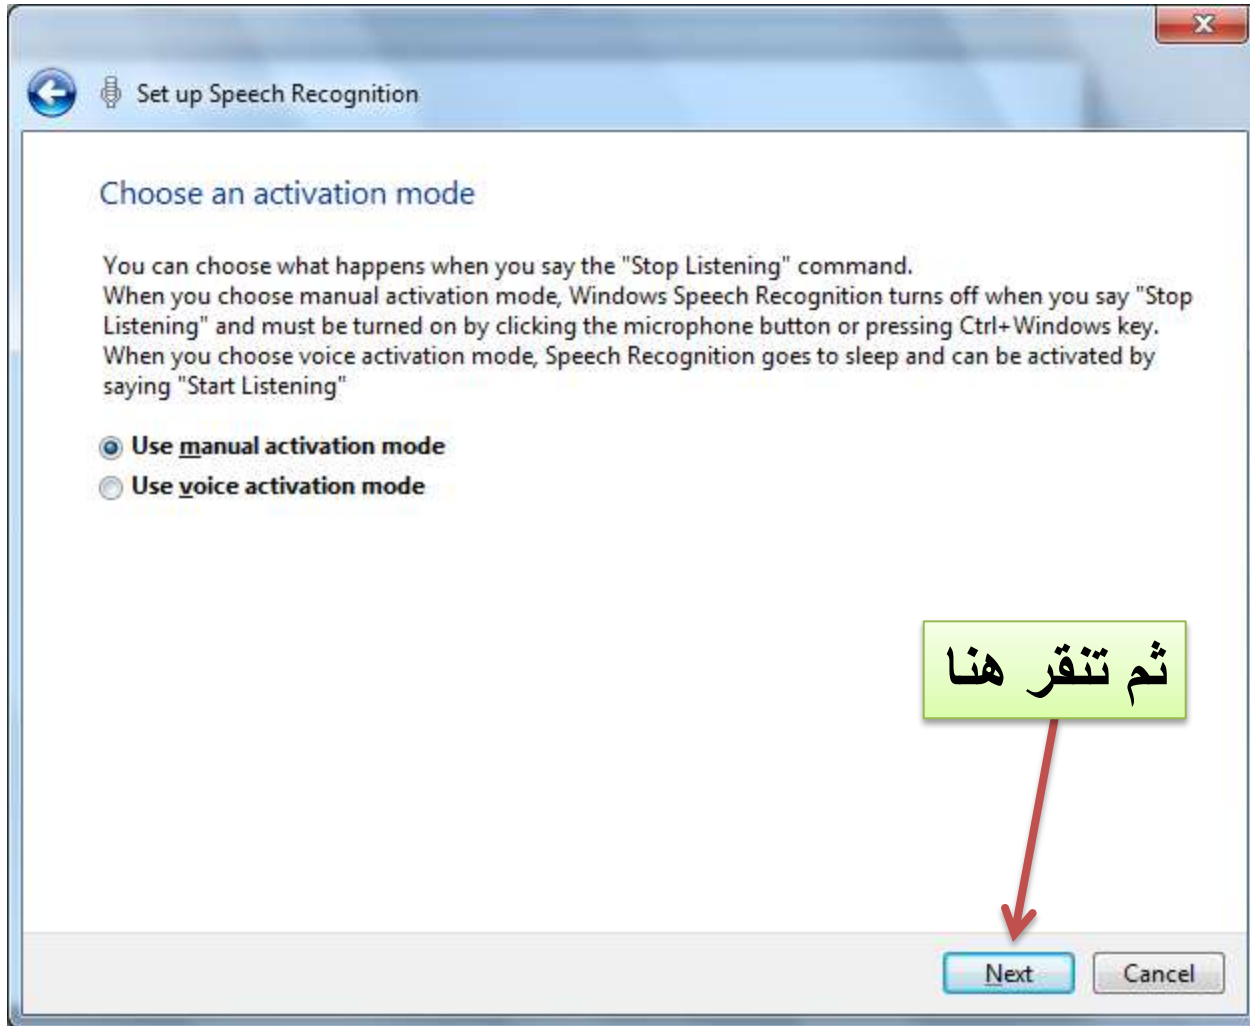 Set up Speech Recognition
Choose an activation mode
You can choose what happens when you say the "Stop Listening" command.
When you choose manual activation mode, Windows Speech Recognition turns off when you say "Stop
Listening" and must be turned on by clicking the microphone button or pressing Ctrl+Windows key.
When you choose voice activation mode, Speech Recognition goes to sleep and can be activated by
saying "Start Listening"
Use manual activation mode
Use voice activation mode
ثم تنقر هنا
Next
Cancel